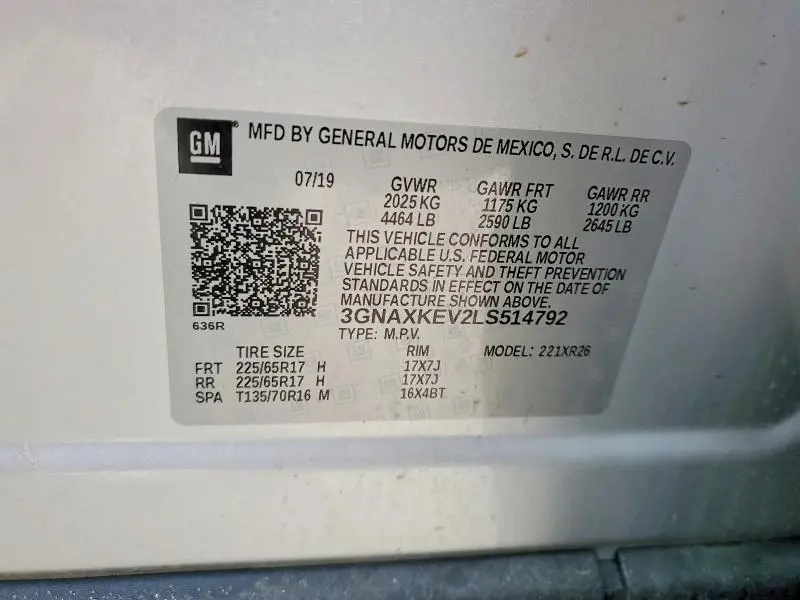 GM® MFD BY GENERAL MOTORS DE MEXICO, S. DE R.L. DE C.V.
07/19 GVWR GAWR FRT GAWR RR
2025 KG 1175 KG 1200 KG
4464 LB 2590 LB 2645 LB
THIS VEHICLE CONFORMS TO ALL
APPLICABLE U.S. FEDERAL MOTOR
VEHICLE SAFETY AND THEFT PREVENTION
STANDARDS IN EFFECT ON THE DATE OF
MANUFACTURE SHOWN ABOVE.
636R 3GNAXKEV2LS514792
TYPE: M.P.V.
TIRE SIZE RIM MODEL: 221XR26
FRT 225/65R17 H 17X7J
RR 225/65R17 H 17X7J
SPA T135/70R16 M 16X4BT